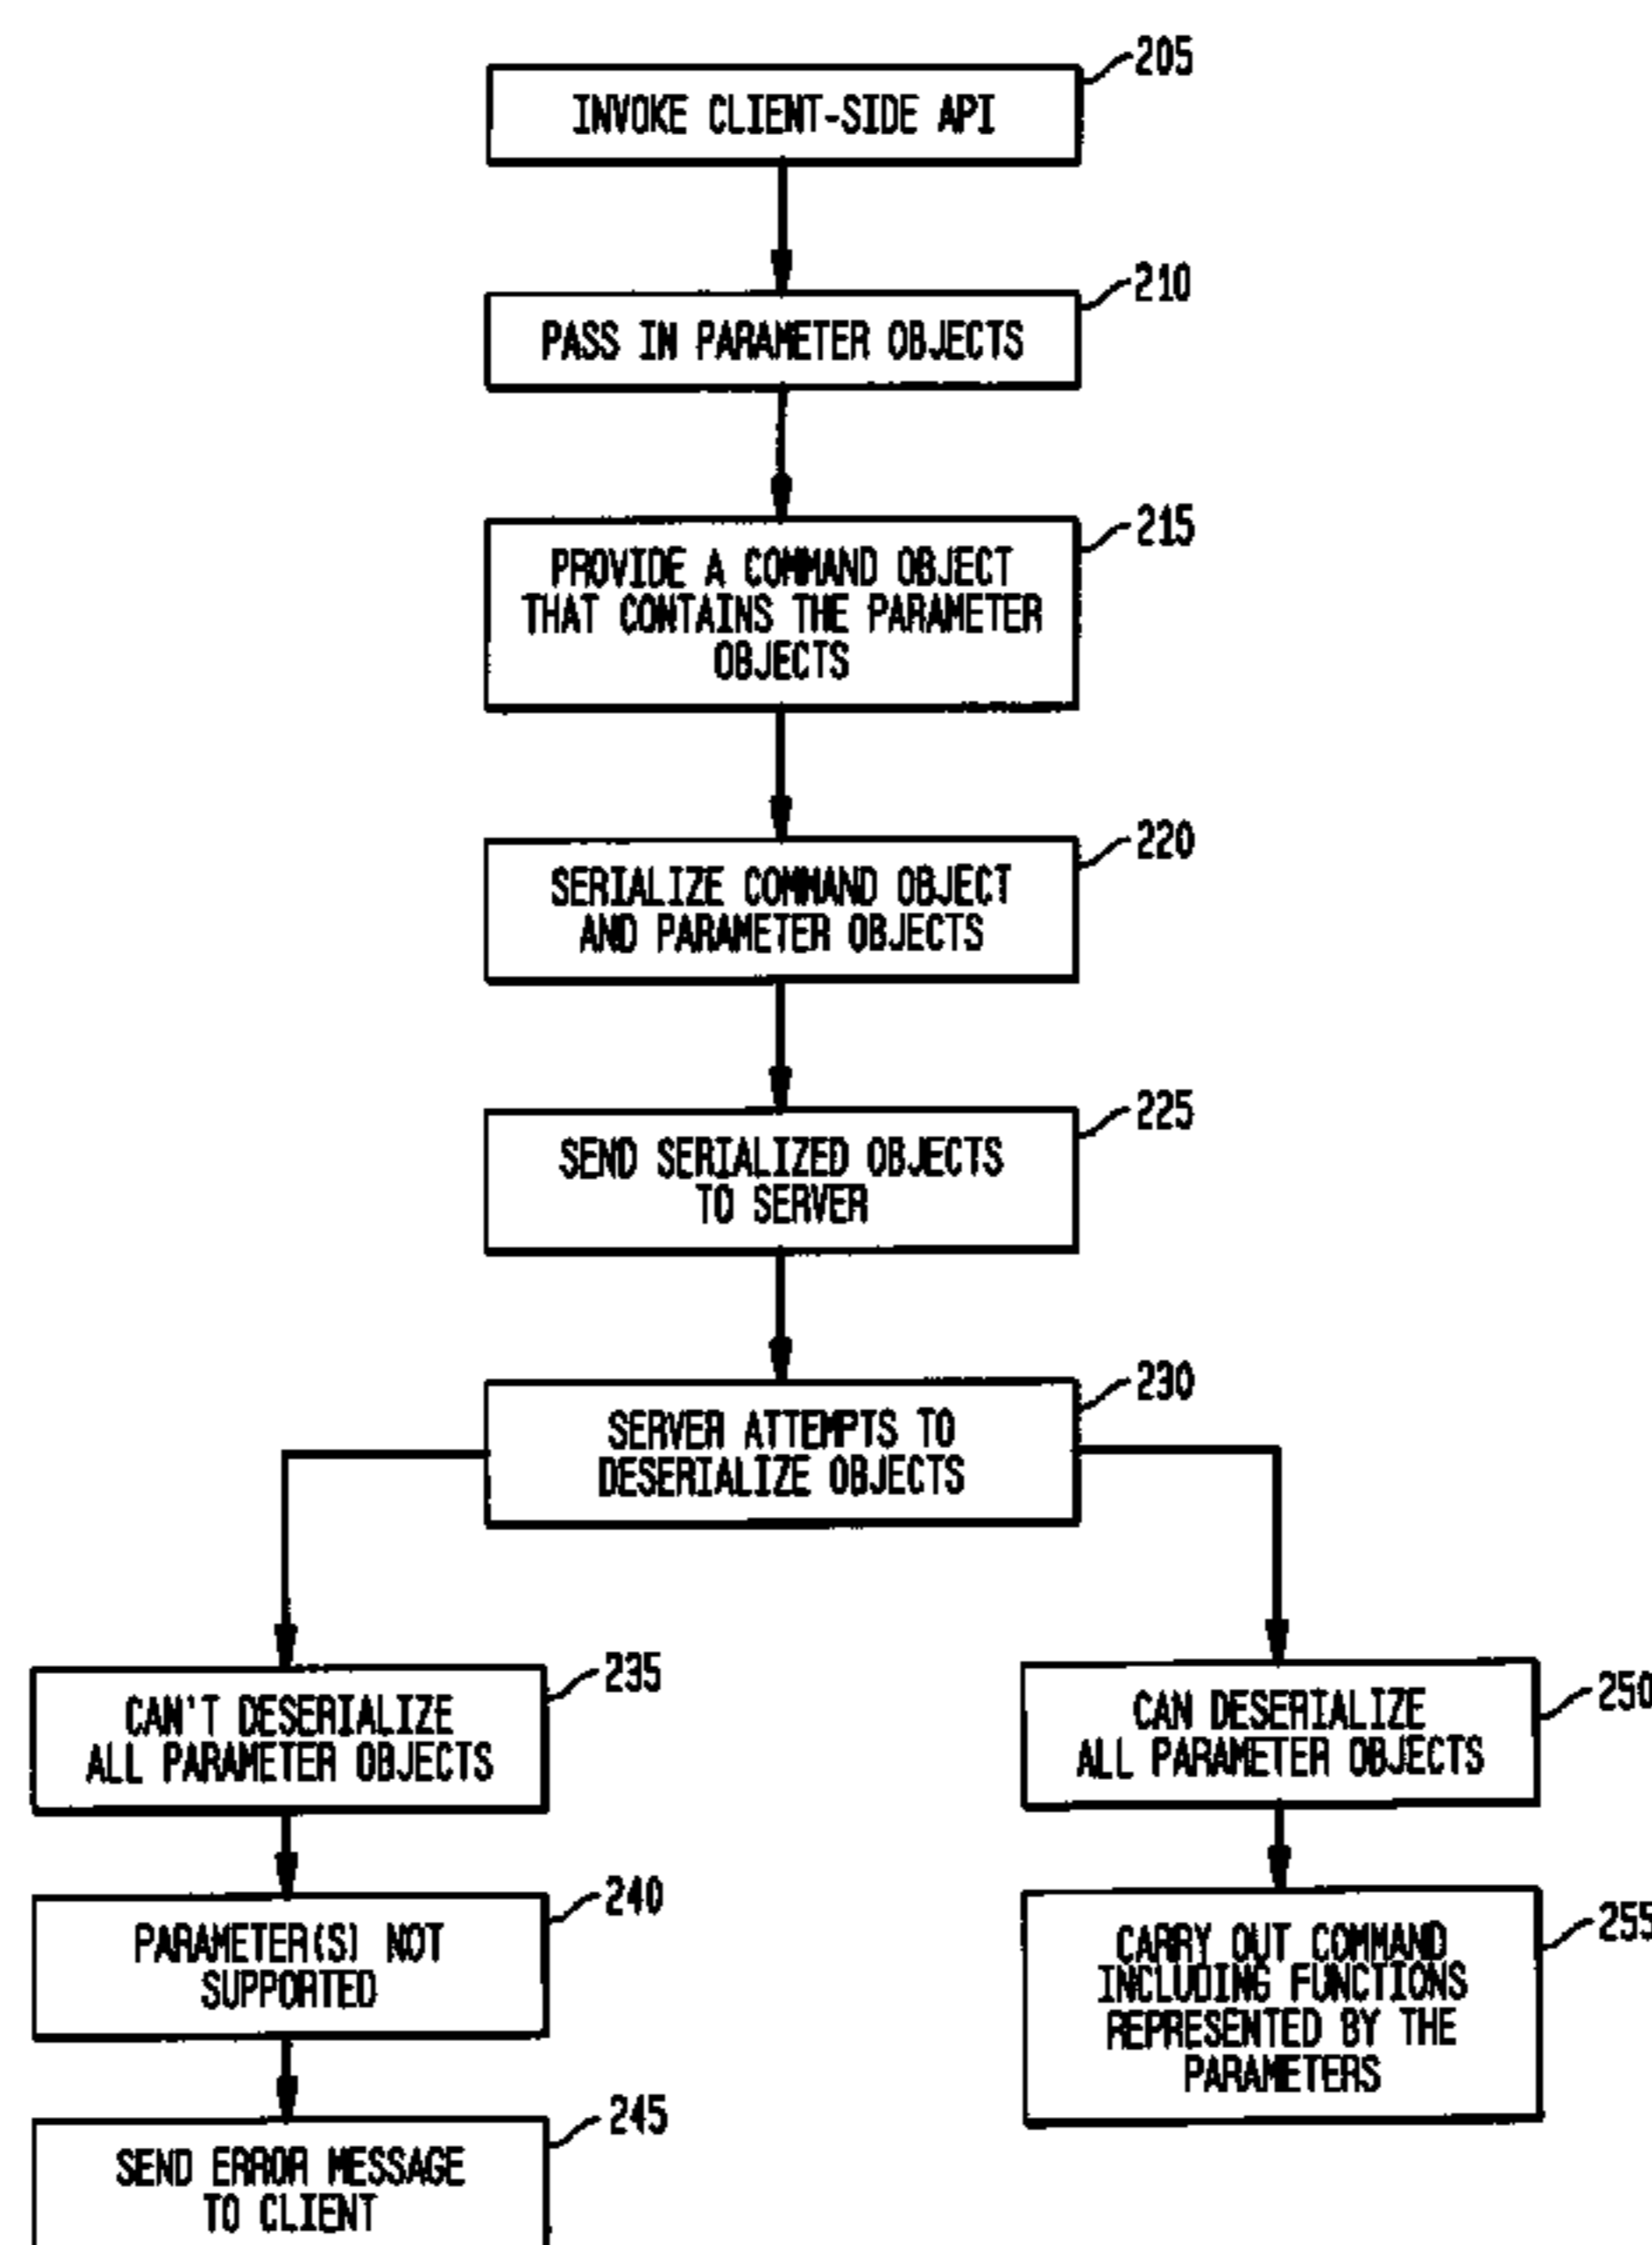 205
INVOKE CLIENT-SIDE API
210
PASS IN PARAMETER OBJECTS
215
PROVIDE A COMMAND OBJECT
THAT CONTAINS THE PARAMETER
OBJECTS
220
SERIALIZE COMMAND OBJECT
AND PARAMETER OBJECTS
225
SEND SERIALIZED OBJECTS
TO SERVER
230
SERVER ATTEMPTS TO
DESERIALIZE OBJECTS
235
CAN'T DESERIALIZE
ALL PARAMETER OBJECTS
250
CAN DESERIALIZE
ALL PARAMETER OBJECTS
240
PARAMETER(S) NOT
SUPPORTED
255
CARRY OUT COMMAND
INCLUDING FUNCTIONS
REPRESENTED BY THE
PARAMETERS
245
SEND ERROR MESSAGE
TO CLIENT